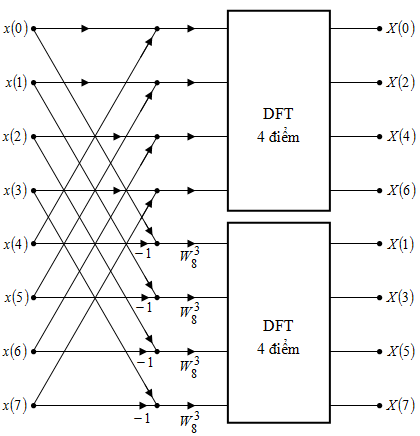 x(0) X(0)
x(1) X(2)
DFT
4 điểm
x(2) X(4)
x(3) X(6)
x(4) -1 W_8^3 X(1)
x(5) -1 W_8^3 X(3)
DFT
4 điểm
x(6) -1 W_8^3 X(5)
x(7) -1 W_8^3 X(7)